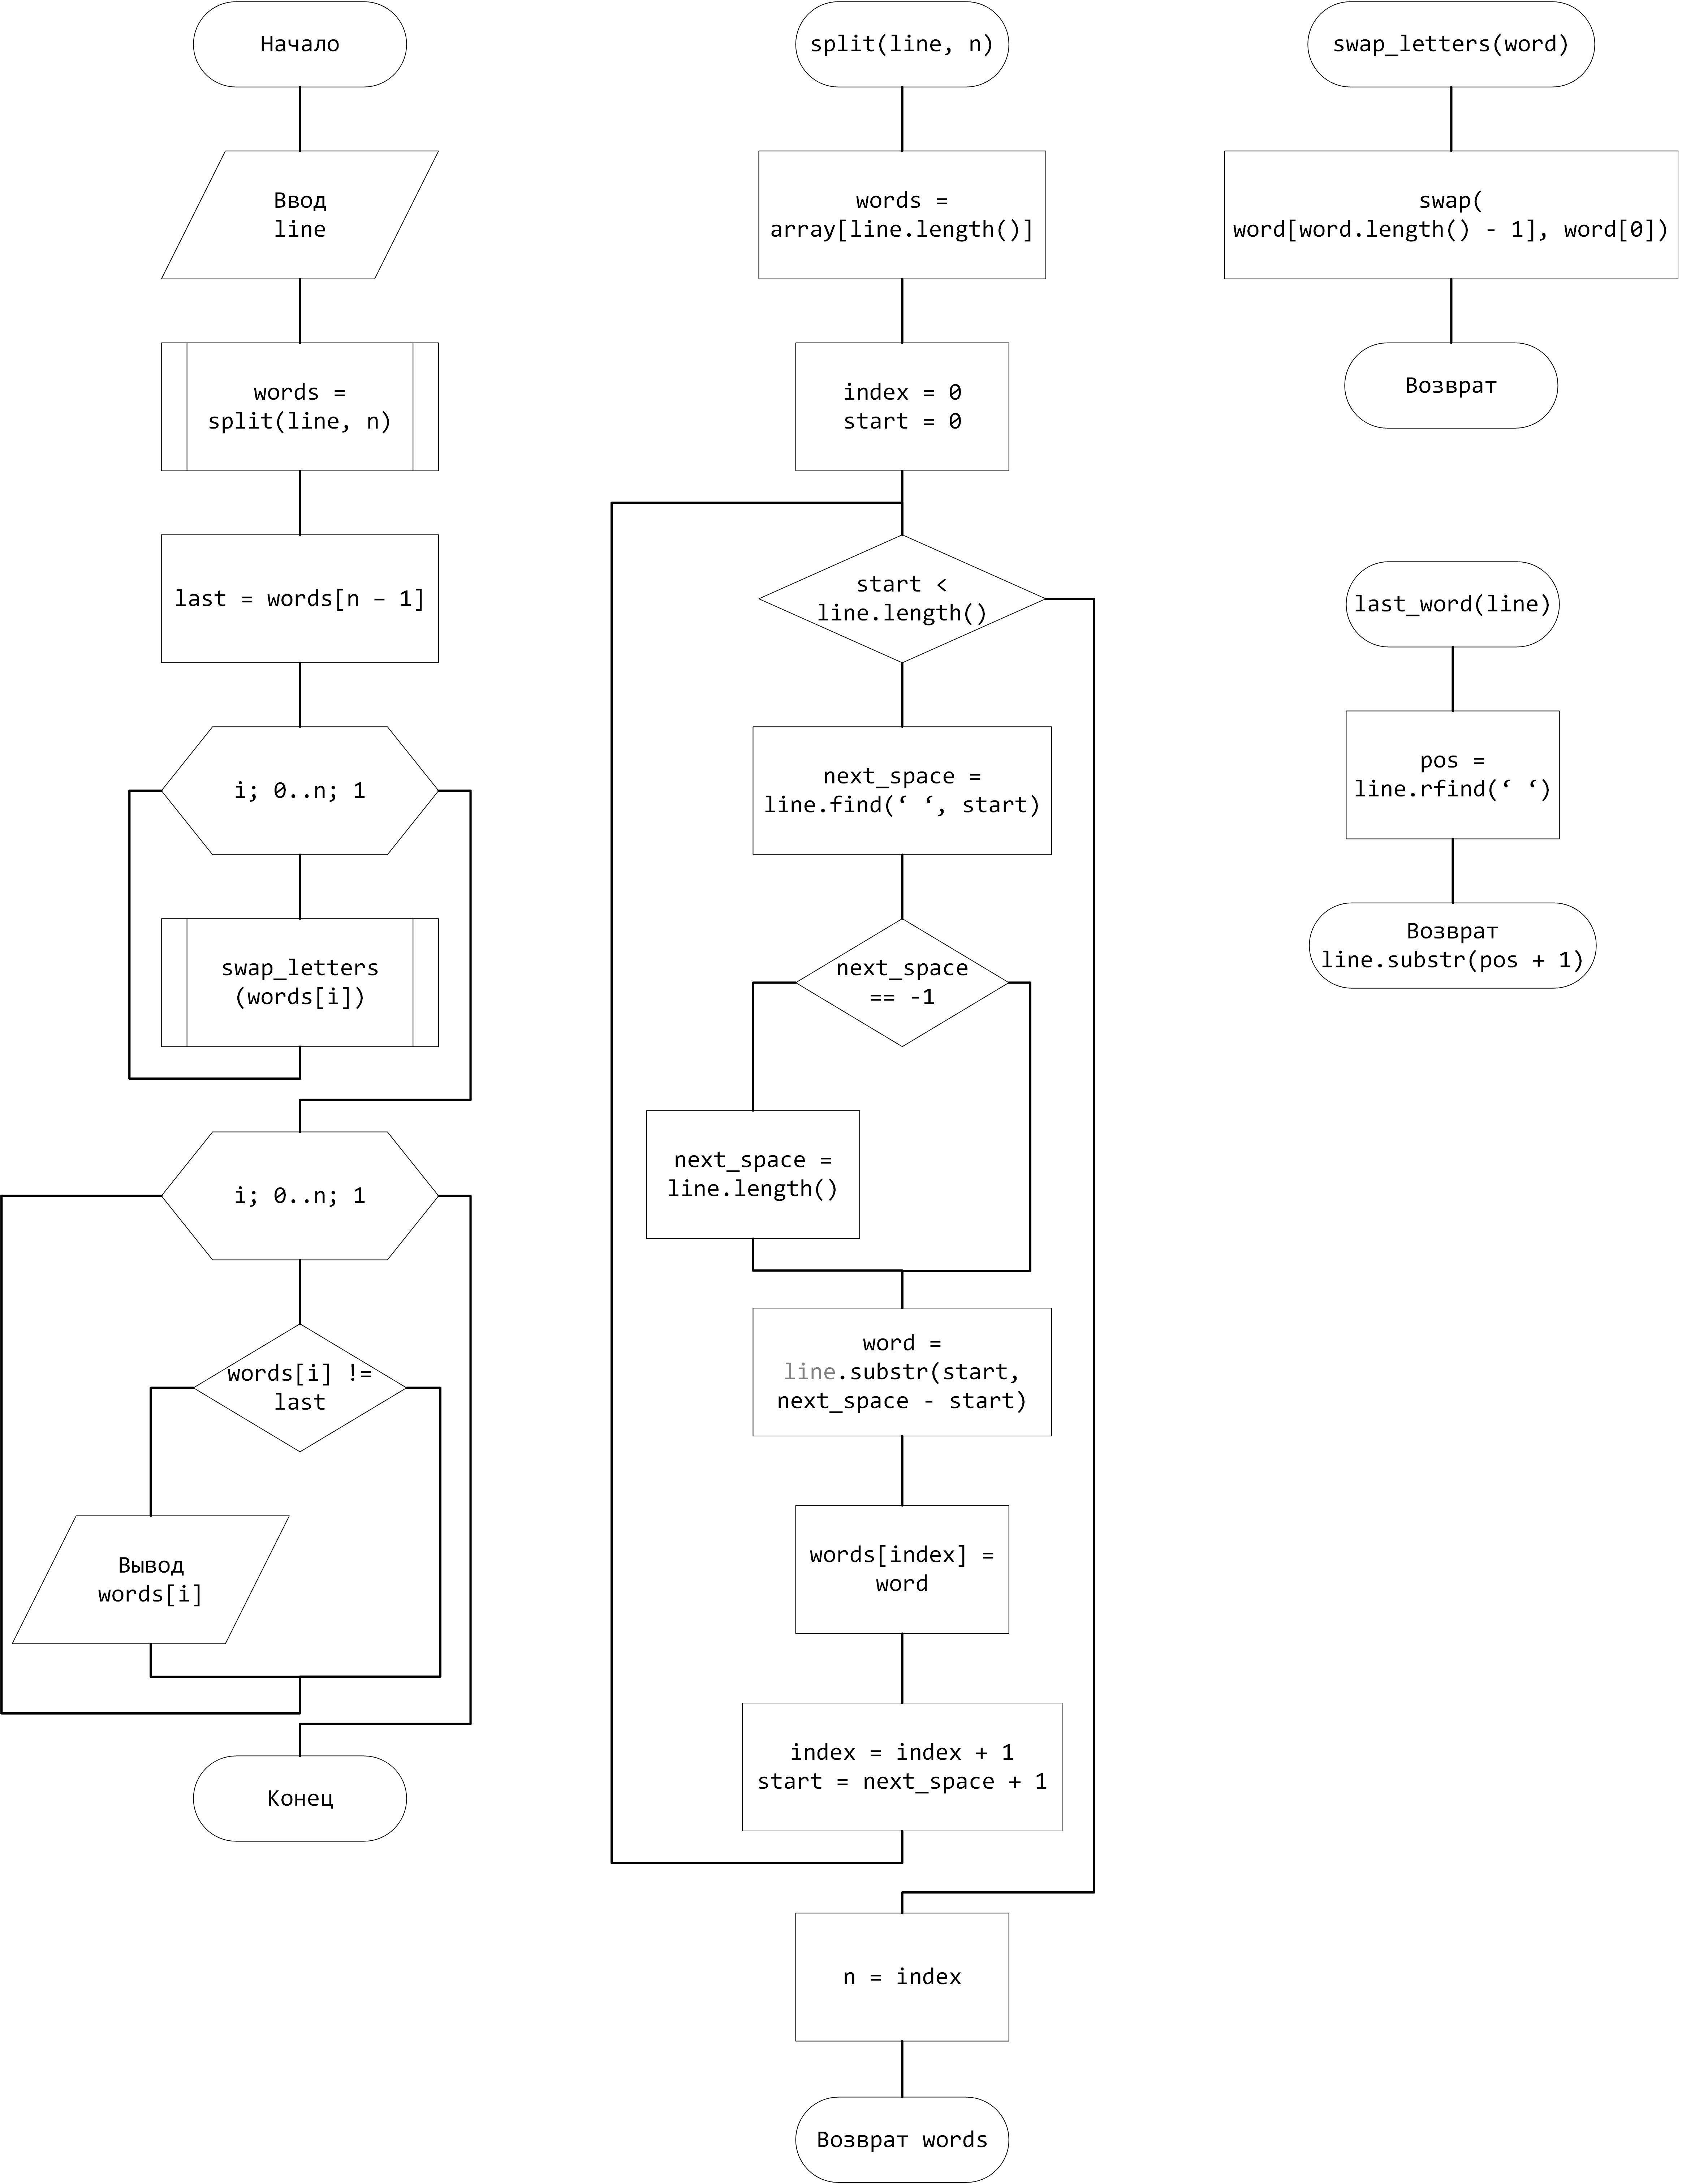 Начало
Ввод
line
words =
split(line, n)
last = words[n – 1]
i; 0..n; 1
swap_letters
(words[i])
i; 0..n; 1
words[i] !=
last
Вывод
words[i]
Конец
split(line, n)
words =
array[line.length()]
index = 0
start = 0
start <
line.length()
next_space =
line.find(‘ ‘, start)
next_space
== -1
next_space =
line.length()
word =
line.substr(start,
next_space - start)
words[index] =
word
index = index + 1
start = next_space + 1
n = index
Возврат words
swap_letters(word)
swap(
word[word.length() - 1], word[0])
Возврат
last_word(line)
pos =
line.rfind(‘ ‘)
Возврат
line.substr(pos + 1)